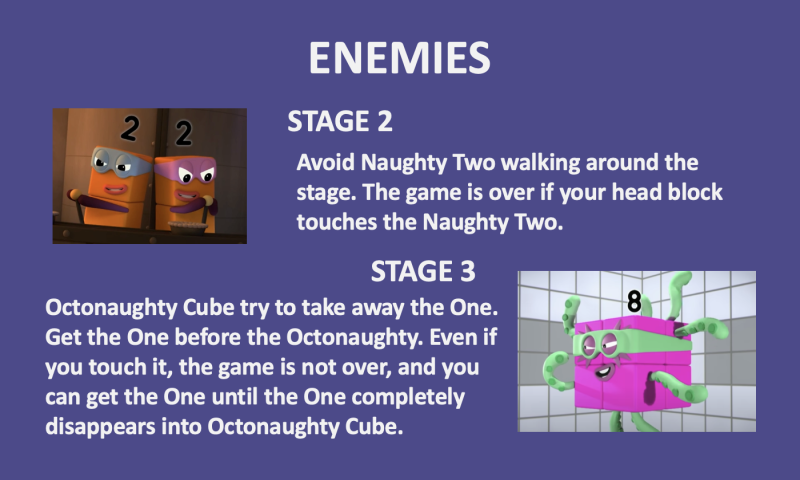 ENEMIES
2 2
STAGE 2
Avoid Naughty Two walking around the
stage. The game is over if your head block
touches the Naughty Two.
STAGE 3
8
Octonaughty Cube try to take away the One.
Get the One before the Octonaughty. Even if
you touch it, the game is not over, and you
can get the One until the One completely
disappears into Octonaughty Cube.